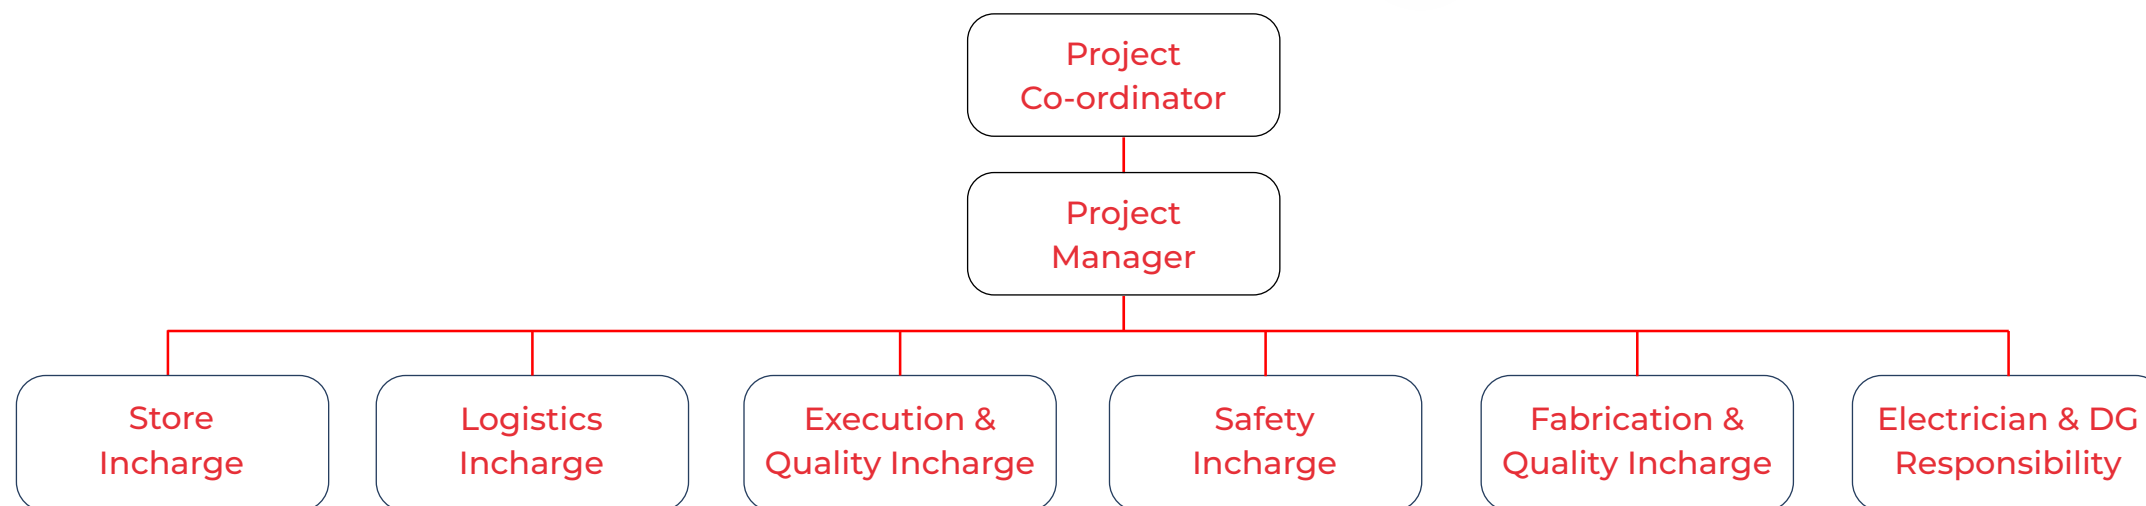 Project
Co-ordinator
Project
Manager
Store
Incharge
Logistics
Incharge
Execution &
Quality Incharge
Safety
Incharge
Fabrication &
Quality Incharge
Electrician & DG
Responsibility